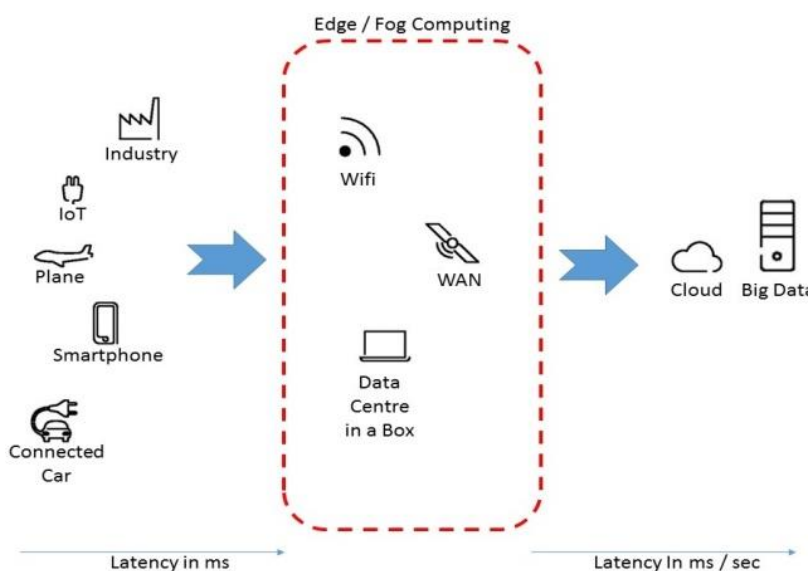 Edge / Fog Computing
Industry
IoT
Plane
Smartphone
Connected
Car
Wifi
WAN
Data
Centre
in a Box
Cloud
Big Data
Latency in ms
Latency In ms / sec